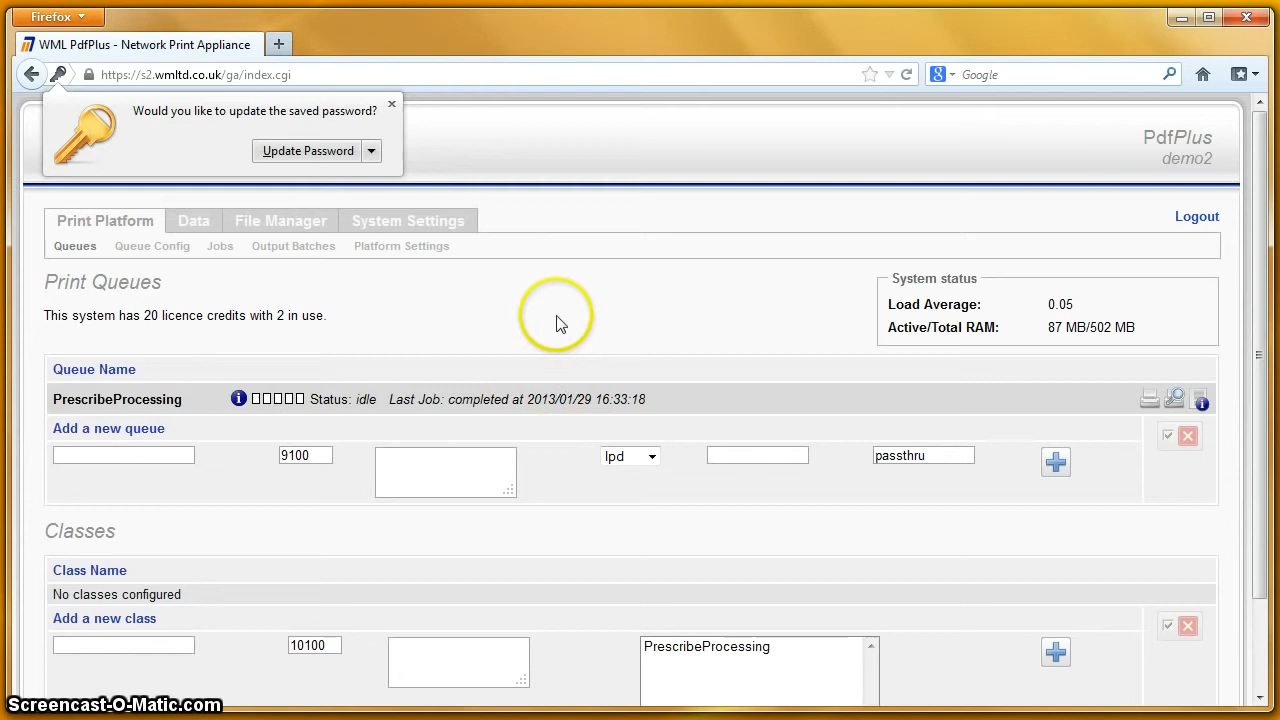 Firefox
WML PdfPlus - Network Print Appliance
https://s2.wmltd.co.uk/ga/index.cgi
Google
Would you like to update the saved password?
Update Password
PdfPlus
demo2
Print Platform Data File Manager System Settings
Logout
Queues Queue Config Jobs Output Batches Platform Settings
Print Queues
System status
This system has 20 licence credits with 2 in use.
Load Average: 0.05
Active/Total RAM: 87 MB/502 MB
Queue Name
PrescribeProcessing Status: idle Last Job: completed at 2013/01/29 16:33:18
Add a new queue
9100 lpd passthru
Classes
Class Name
No classes configured
Add a new class
10100 PrescribeProcessing
Screencast-O-Matic.com